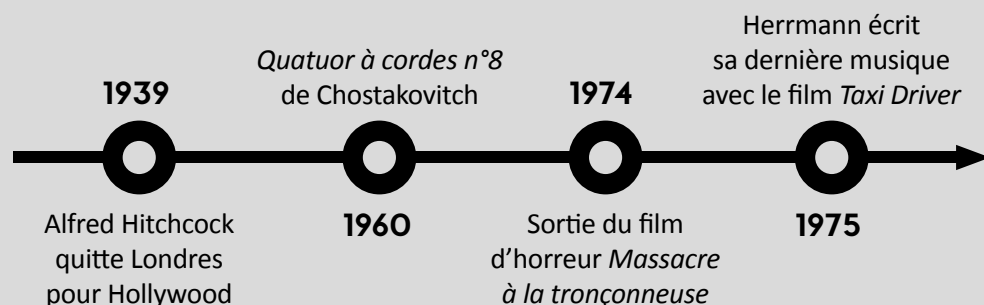 1939
Alfred Hitchcock
quitte Londres
pour Hollywood
Quatuor à cordes n°8
de Chostakovitch
1960
1974
Sortie du film
d’horreur Massacre
à la tronçonneuse
Herrmann écrit
sa dernière musique
avec le film Taxi Driver
1975